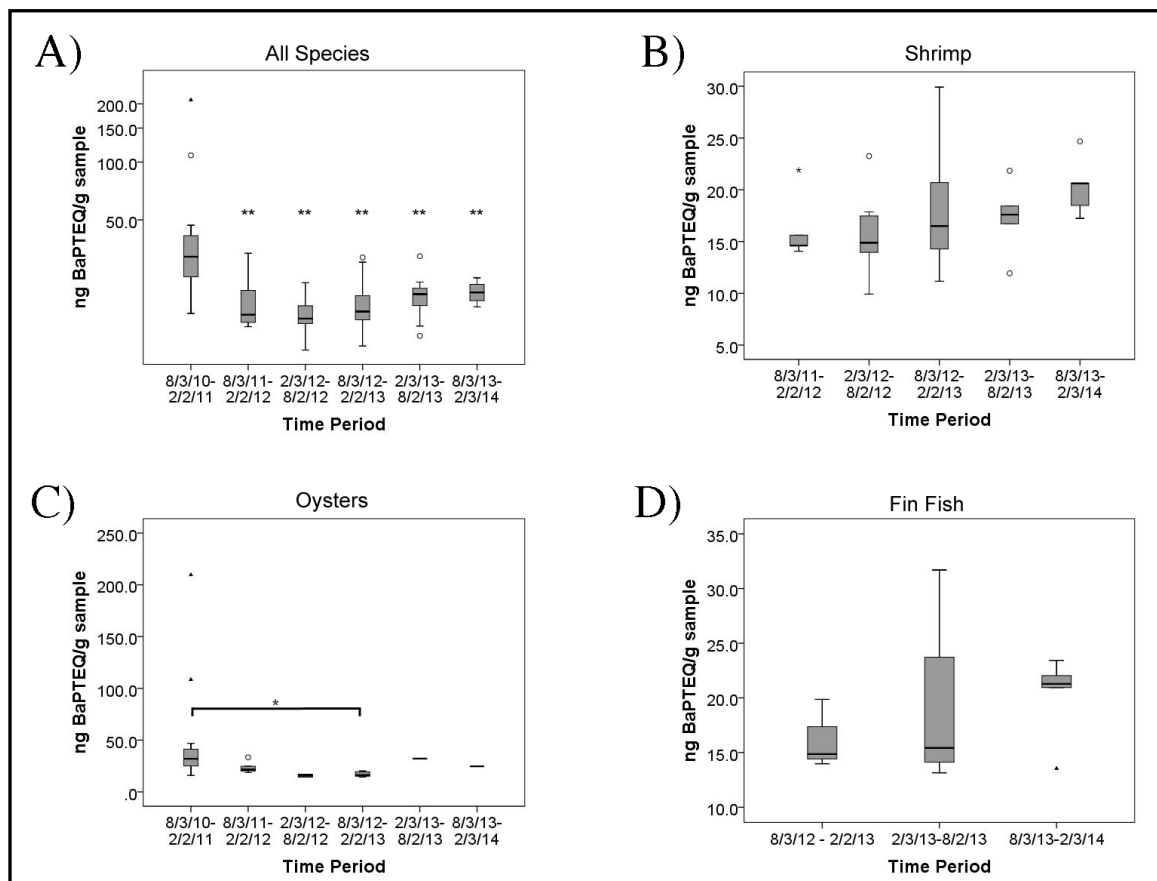 A)
All Species
ng BaPTEQ/g sample
200.0
150.0
100.0
50.0
** ** ** ** **
8/3/10- 8/3/11- 2/3/12- 8/3/12- 2/3/13- 8/3/13-
2/2/11 2/2/12 8/2/12 2/2/13 8/2/13 2/3/14
Time Period
B)
Shrimp
ng BaPTEQ/g sample
30.0
25.0
20.0
15.0
10.0
5.0
*
8/3/11- 2/3/12- 8/3/12- 2/3/13- 8/3/13-
2/2/12 8/2/12 2/2/13 8/2/13 2/3/14
Time Period
C)
Oysters
ng BaPTEQ/g sample
250.0
200.0
150.0
100.0
50.0
.0
*
8/3/10- 8/3/11- 2/3/12- 8/3/12- 2/3/13- 8/3/13-
2/2/11 2/2/12 8/2/12 2/2/13 8/2/13 2/3/14
Time Period
D)
Fin Fish
ng BaPTEQ/g sample
35.0
30.0
25.0
20.0
15.0
10.0
8/3/12 - 2/2/13 2/3/13-8/2/13 8/3/13-2/3/14
Time Period